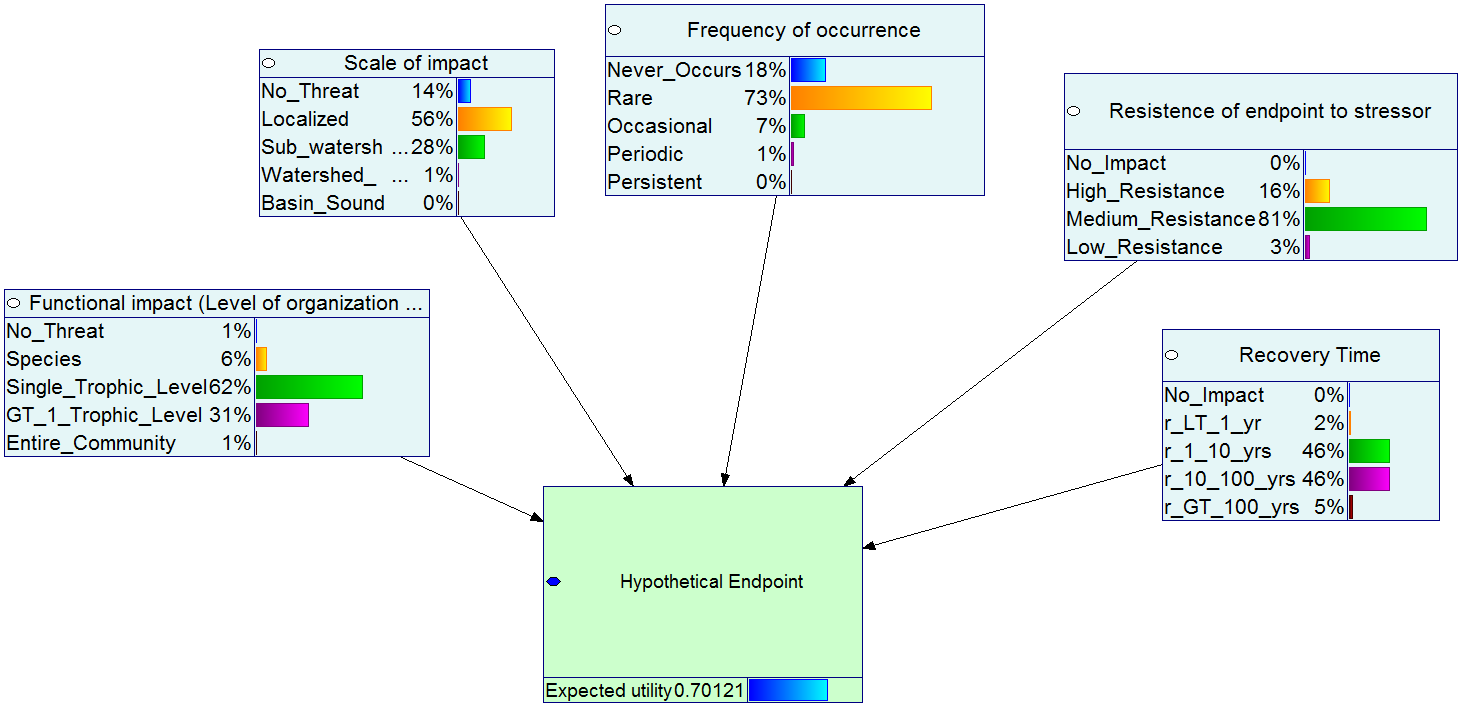 Frequency of occurrence
Never_Occurs 18%
Rare 73%
Occasional 7%
Periodic 1%
Persistent 0%
Scale of impact
No_Threat 14%
Localized 56%
Sub_watersh ...28%
Watershed_ ... 1%
Basin_Sound 0%
Resistence of endpoint to stressor
No_Impact 0%
High_Resistance 16%
Medium_Resistance 81%
Low_Resistance 3%
Functional impact (Level of organization ...
No_Threat 1%
Species 6%
Single_Trophic_Level 62%
GT_1_Trophic_Level 31%
Entire_Community 1%
Recovery Time
No_Impact 0%
r_LT_1_yr 2%
r_1_10_yrs 46%
r_10_100_yrs 46%
r_GT_100_yrs 5%
Hypothetical Endpoint
Expected utility 0.70121